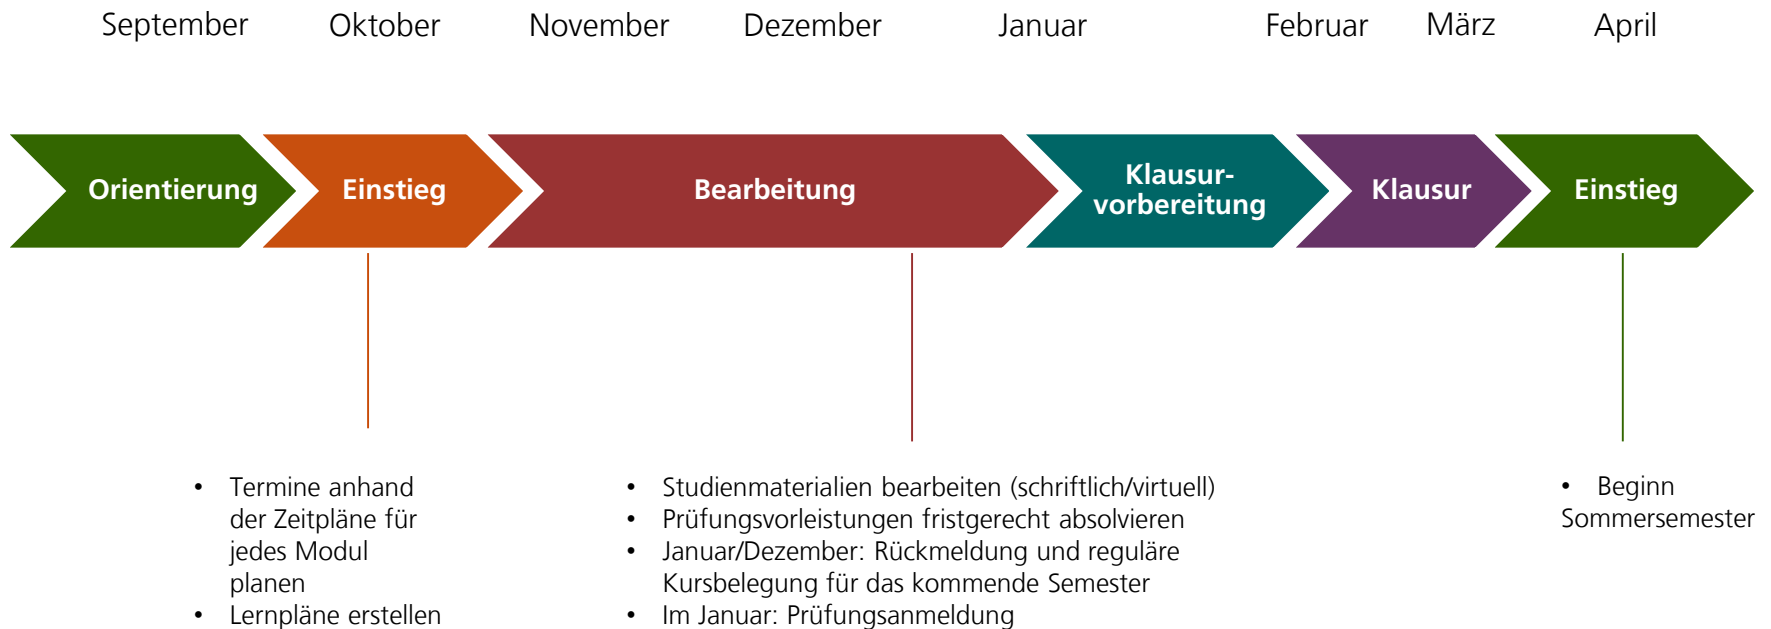 September Oktober November Dezember Januar Februar März April
Orientierung
Einstieg
Bearbeitung
Klausur-
vorbereitung
Klausur
Einstieg
• Termine anhand
der Zeitpläne für
jedes Modul
planen
• Lernpläne erstellen
• Studienmaterialien bearbeiten (schriftlich/virtuell)
• Prüfungsvorleistungen fristgerecht absolvieren
• Januar/Dezember: Rückmeldung und reguläre
Kursbelegung für das kommende Semester
• Im Januar: Prüfungsanmeldung
• Beginn
Sommersemester